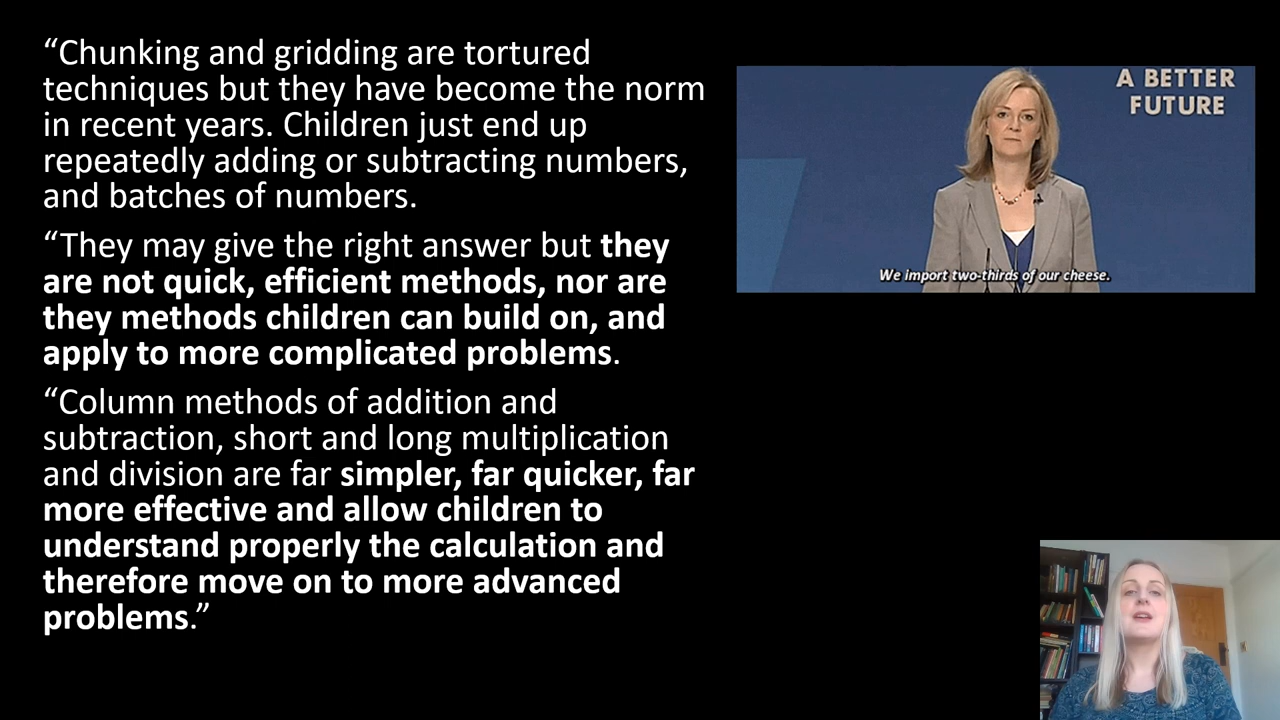 “Chunking and gridding are tortured
techniques but they have become the norm
in recent years. Children just end up
repeatedly adding or subtracting numbers,
and batches of numbers.
“They may give the right answer but they
are not quick, efficient methods, nor are
they methods children can build on, and
apply to more complicated problems.
“Column methods of addition and
subtraction, short and long multiplication
and division are far simpler, far quicker, far
more effective and allow children to
understand properly the calculation and
therefore move on to more advanced
problems.”
A BETTER
FUTURE
We import two-thirds of our cheese.